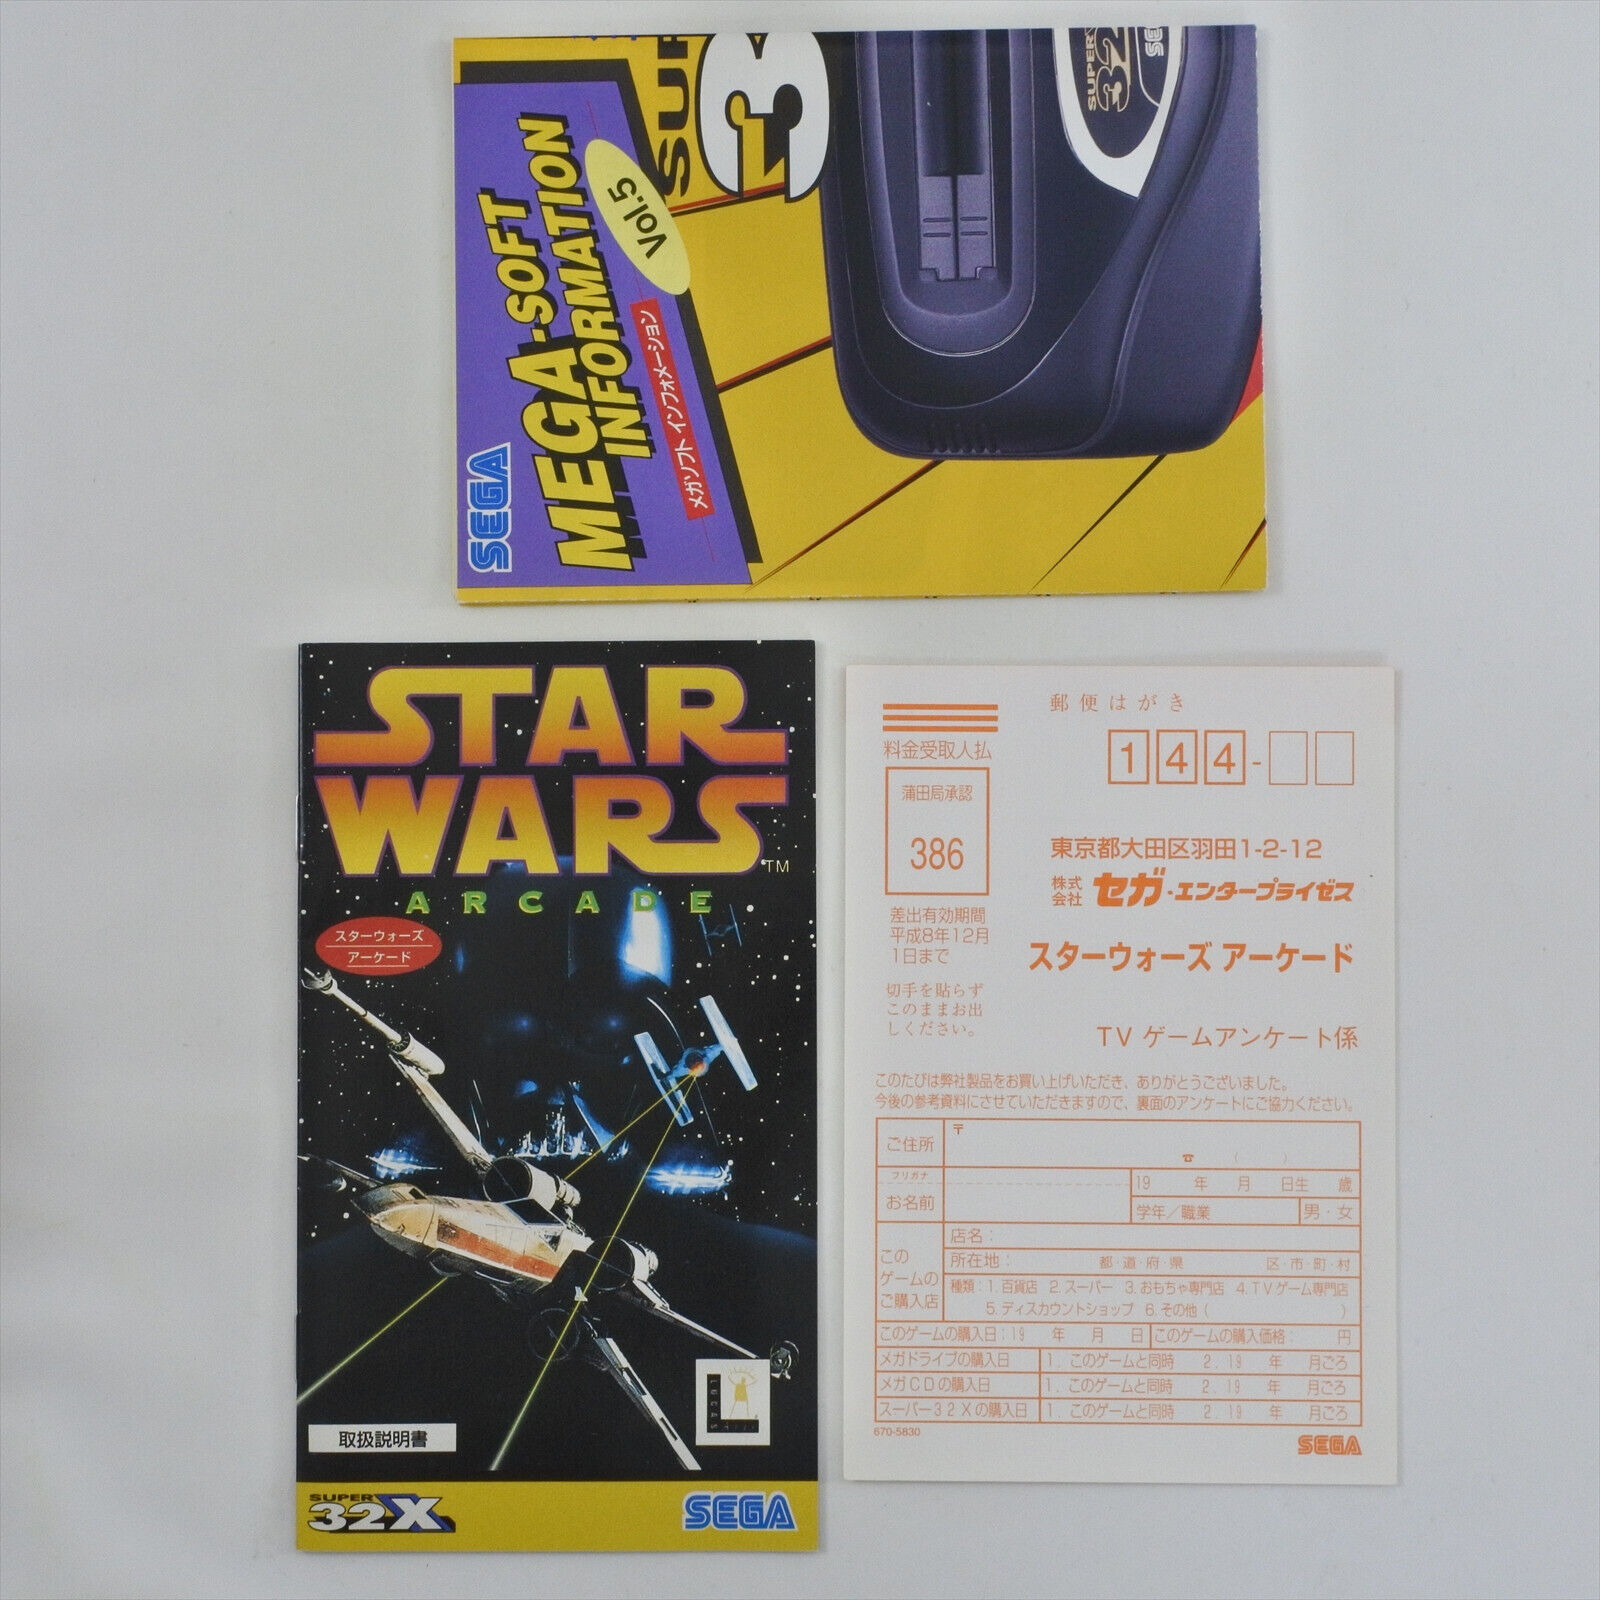 SEGA
MEGA-SOFT
INFORMATION
Vol.5
メガソフト インフォメーション
SUPER
32
STAR
WARS
TM
ARCADE
スターウォーズ
アーケード
取扱説明書
SUPER
32X
SEGA
郵便はがき
料金受取人払
144-
蒲田局承認
386
差出有効期間
平成8年12月
1日まで
切手を貼らず
このままお出
しください。
東京都大田区羽田1-2-12
株式会社 セガ・エンタープライゼス
スターウォーズ アーケード
TV ゲームアンケート係
このたびは弊社製品をお買い上げいただき、ありがとうございました。
今後の参考資料にさせていただきますので、裏面のアンケートにご協力ください。
ご住所 〒
☎ ( )
フリガナ
お名前
19 年 月 日生 歳
学年/職業 男・女
このゲームのご購入店
店名:
所在地: 都・道・府・県 区・市・町・村
種類:1. 百貨店 2. スーパー 3. おもちゃ専門店 4. TVゲーム専門店
5. ディスカウントショップ 6. その他 ( )
このゲームの購入日:19 年 月 日 このゲームの購入価格: 円
メガドライブの購入日 1. このゲームと同時 2. 19 年 月ごろ
メガCDの購入日 1. このゲームと同時 2. 19 年 月ごろ
スーパー32Xの購入日 1. このゲームと同時 2. 19 年 月ごろ
670-5830
SEGA